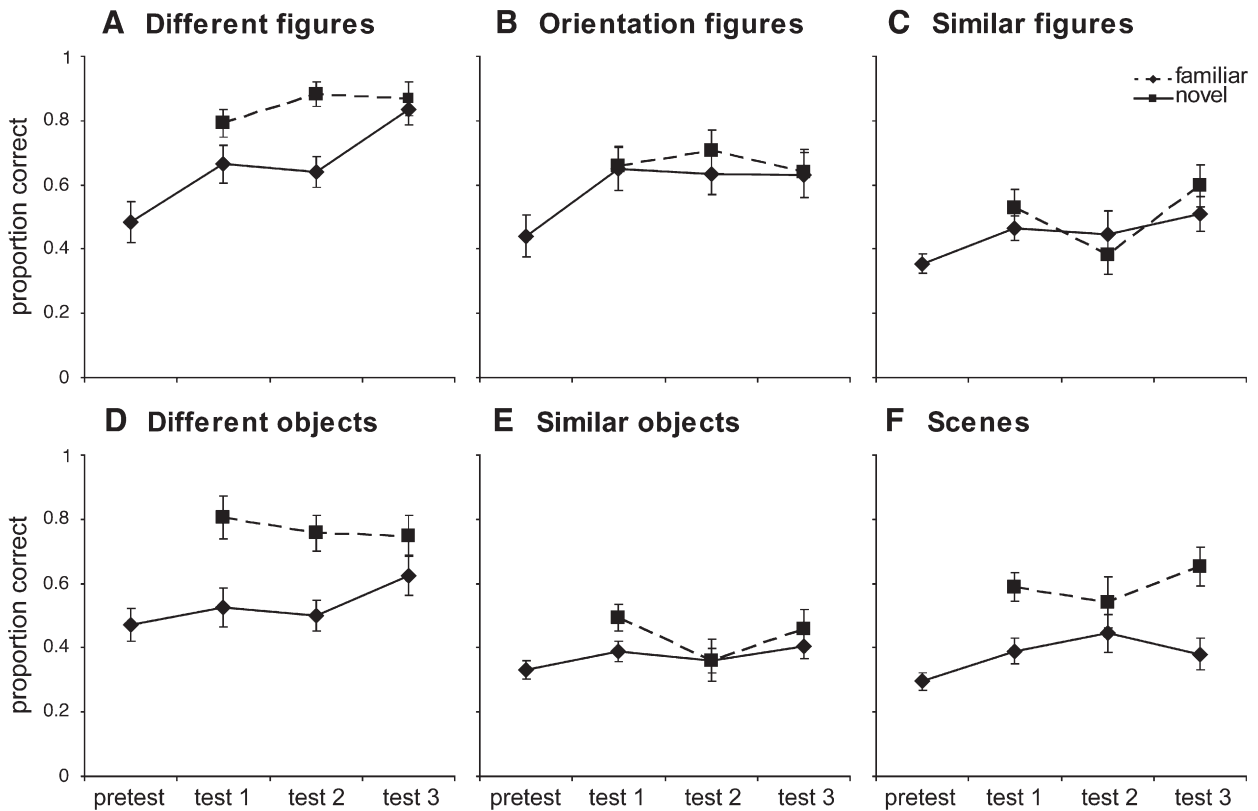 A Different figures
B Orientation figures
C Similar figures
1
0.8
0.6
0.4
0.2
0
proportion correct
familiar
novel
D Different objects
E Similar objects
F Scenes
1
0.8
0.6
0.4
0.2
0
proportion correct
pretest test 1 test 2 test 3
pretest test 1 test 2 test 3
pretest test 1 test 2 test 3